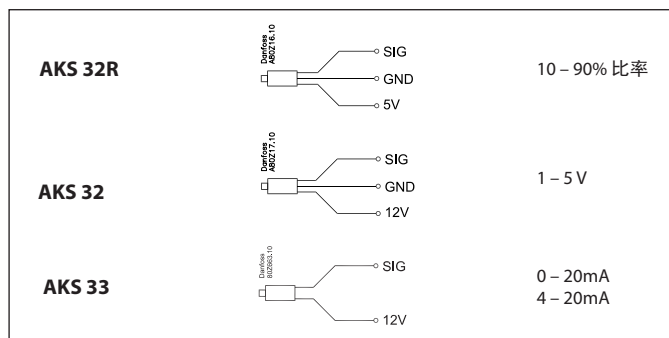 AKS 32R
Danfoss
A80Z16.10
SIG
GND
5V
10 – 90% 比率
AKS 32
Danfoss
A80Z17.10
SIG
GND
12V
1 – 5 V
AKS 33
Danfoss
80Z663.10
SIG
12V
0 – 20mA
4 – 20mA